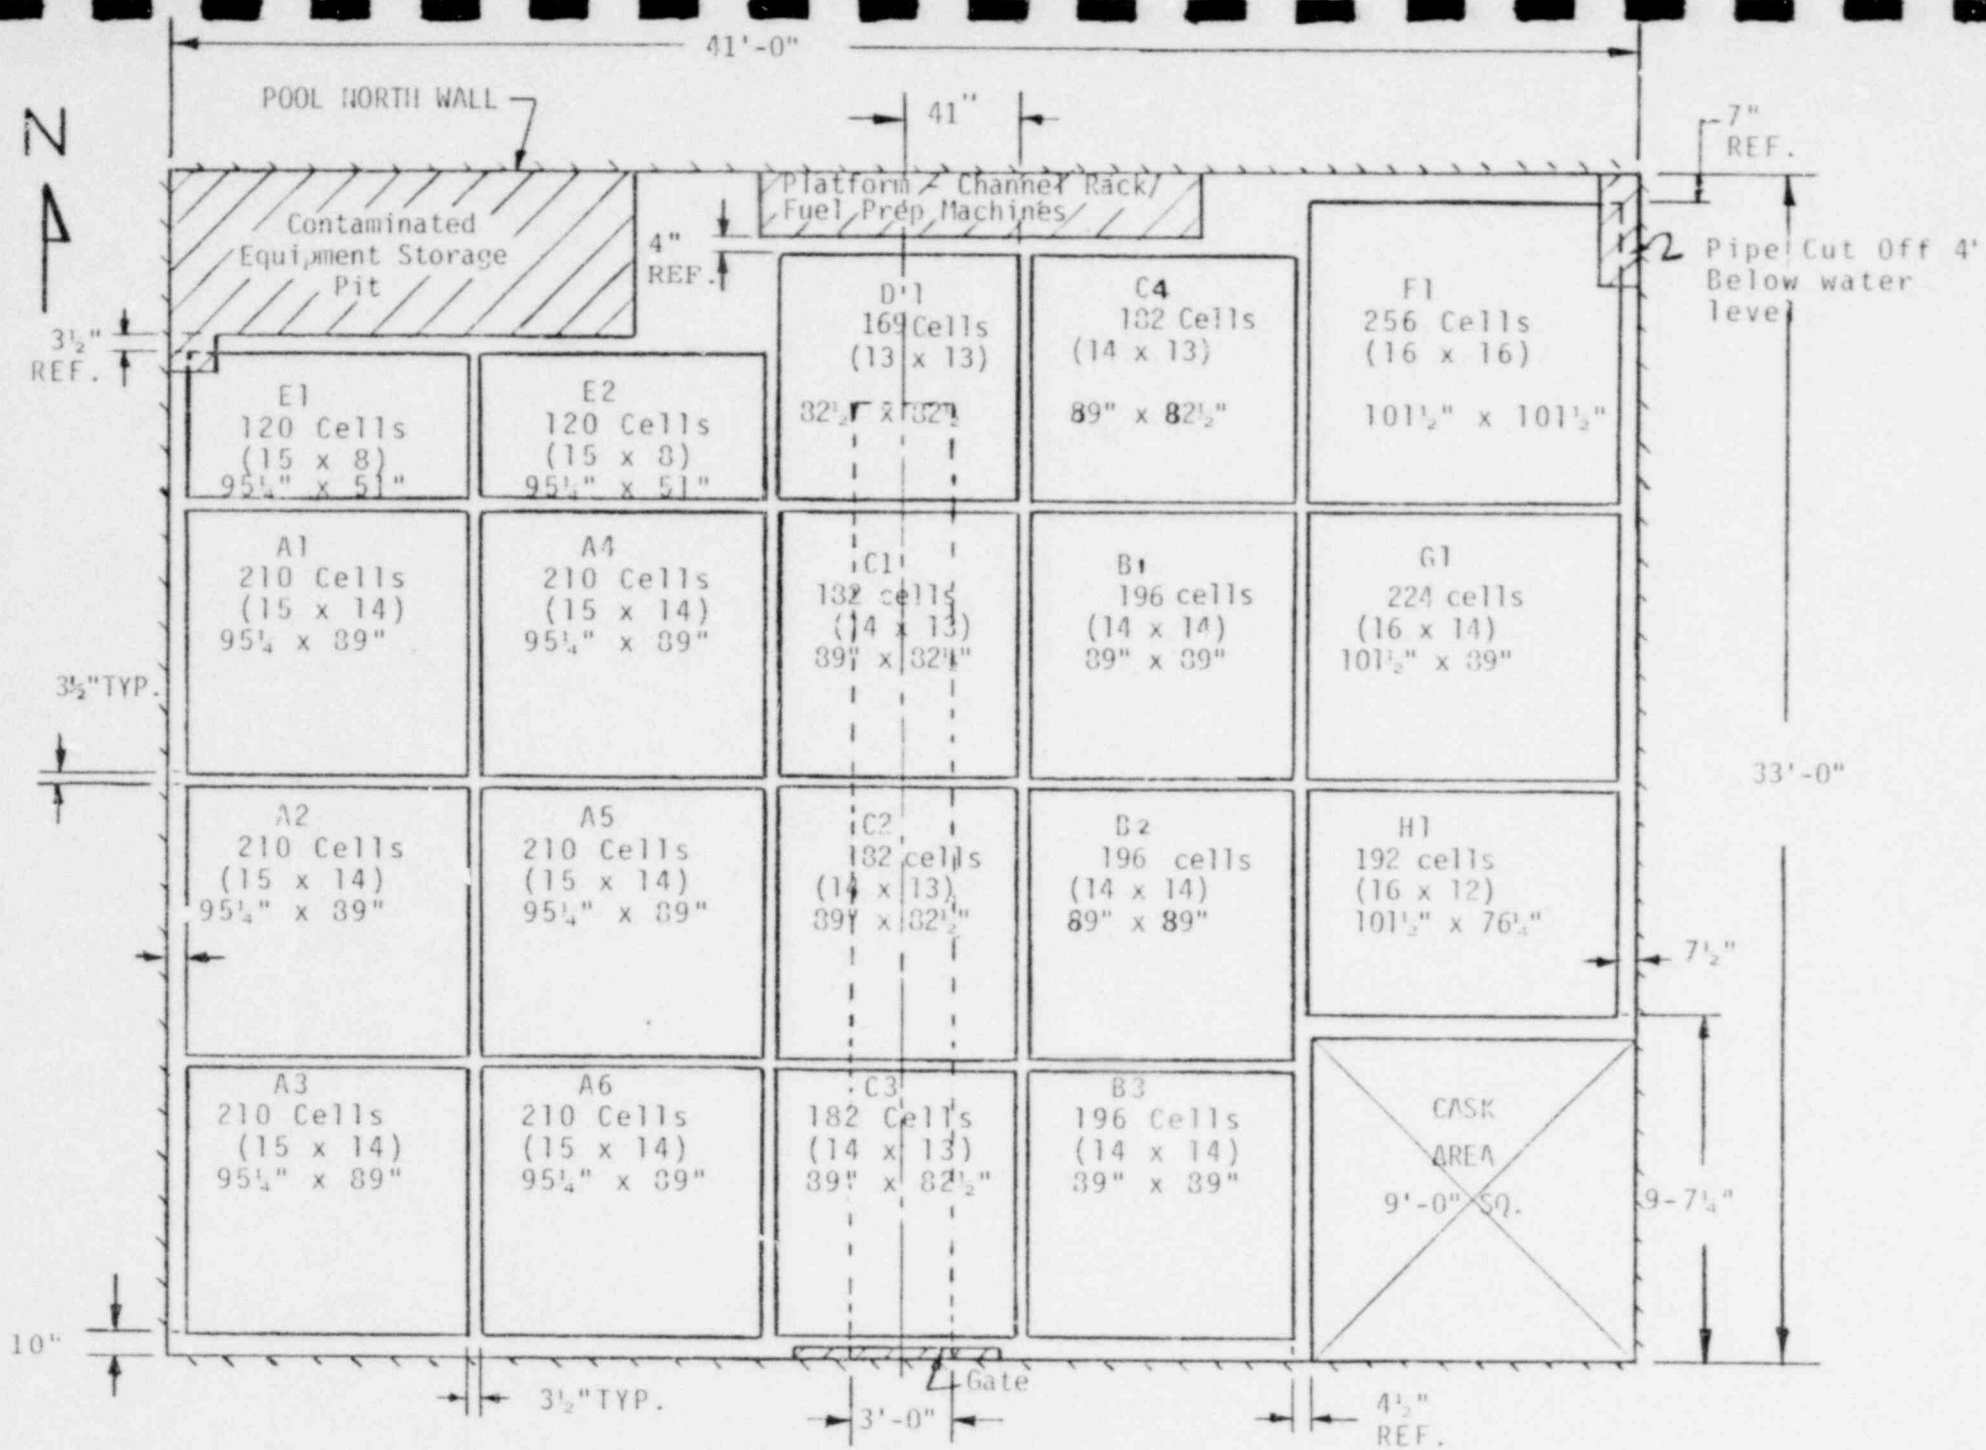 41'-0"
POOL NORTH WALL
N
41"
7"
REF.
Platform - Channel Rack/
Fuel Prep Machines
Contaminated
Equipment Storage
Pit
4"
REF.
Pipe Cut Off 4'
Below water
level
3½"
REF.
D'1
169 Cells
(13 x 13)
82½" x 82½
C4
182 Cells
(14 x 13)
89" x 82½"
F1
256 Cells
(16 x 16)
101½" x 101½"
E1
120 Cells
(15 x 8)
95¼" x 51"
E2
120 Cells
(15 x 8)
95¼" x 51"
A1
210 Cells
(15 x 14)
95¼ x 89"
A4
210 Cells
(15 x 14)
95¼" x 89"
C1
182 cells
(14 x 13)
89" x 82½"
B1
196 cells
(14 x 14)
89" x 89"
G1
224 cells
(16 x 14)
101½" x 89"
3½"TYP.
33'-0"
A2
210 Cells
(15 x 14)
95¼" x 89"
A5
210 Cells
(15 x 14)
95¼" x 89"
C2
182 cells
(14 x 13)
89" x 82½"
B2
196 cells
(14 x 14)
89" x 89"
H1
192 cells
(16 x 12)
101½" x 76¼"
7½"
A3
210 Cells
(15 x 14)
95¼" x 89"
A6
210 Cells
(15 x 14)
95¼" x 89"
C3
182 Cells
(14 x 13)
89" x 82½"
B3
196 Cells
(14 x 14)
89" x 89"
CASK
AREA
9'-0" SQ.
9-7¼"
10"
Gate
3½"TYP.
3'-0"
4½"
REF.